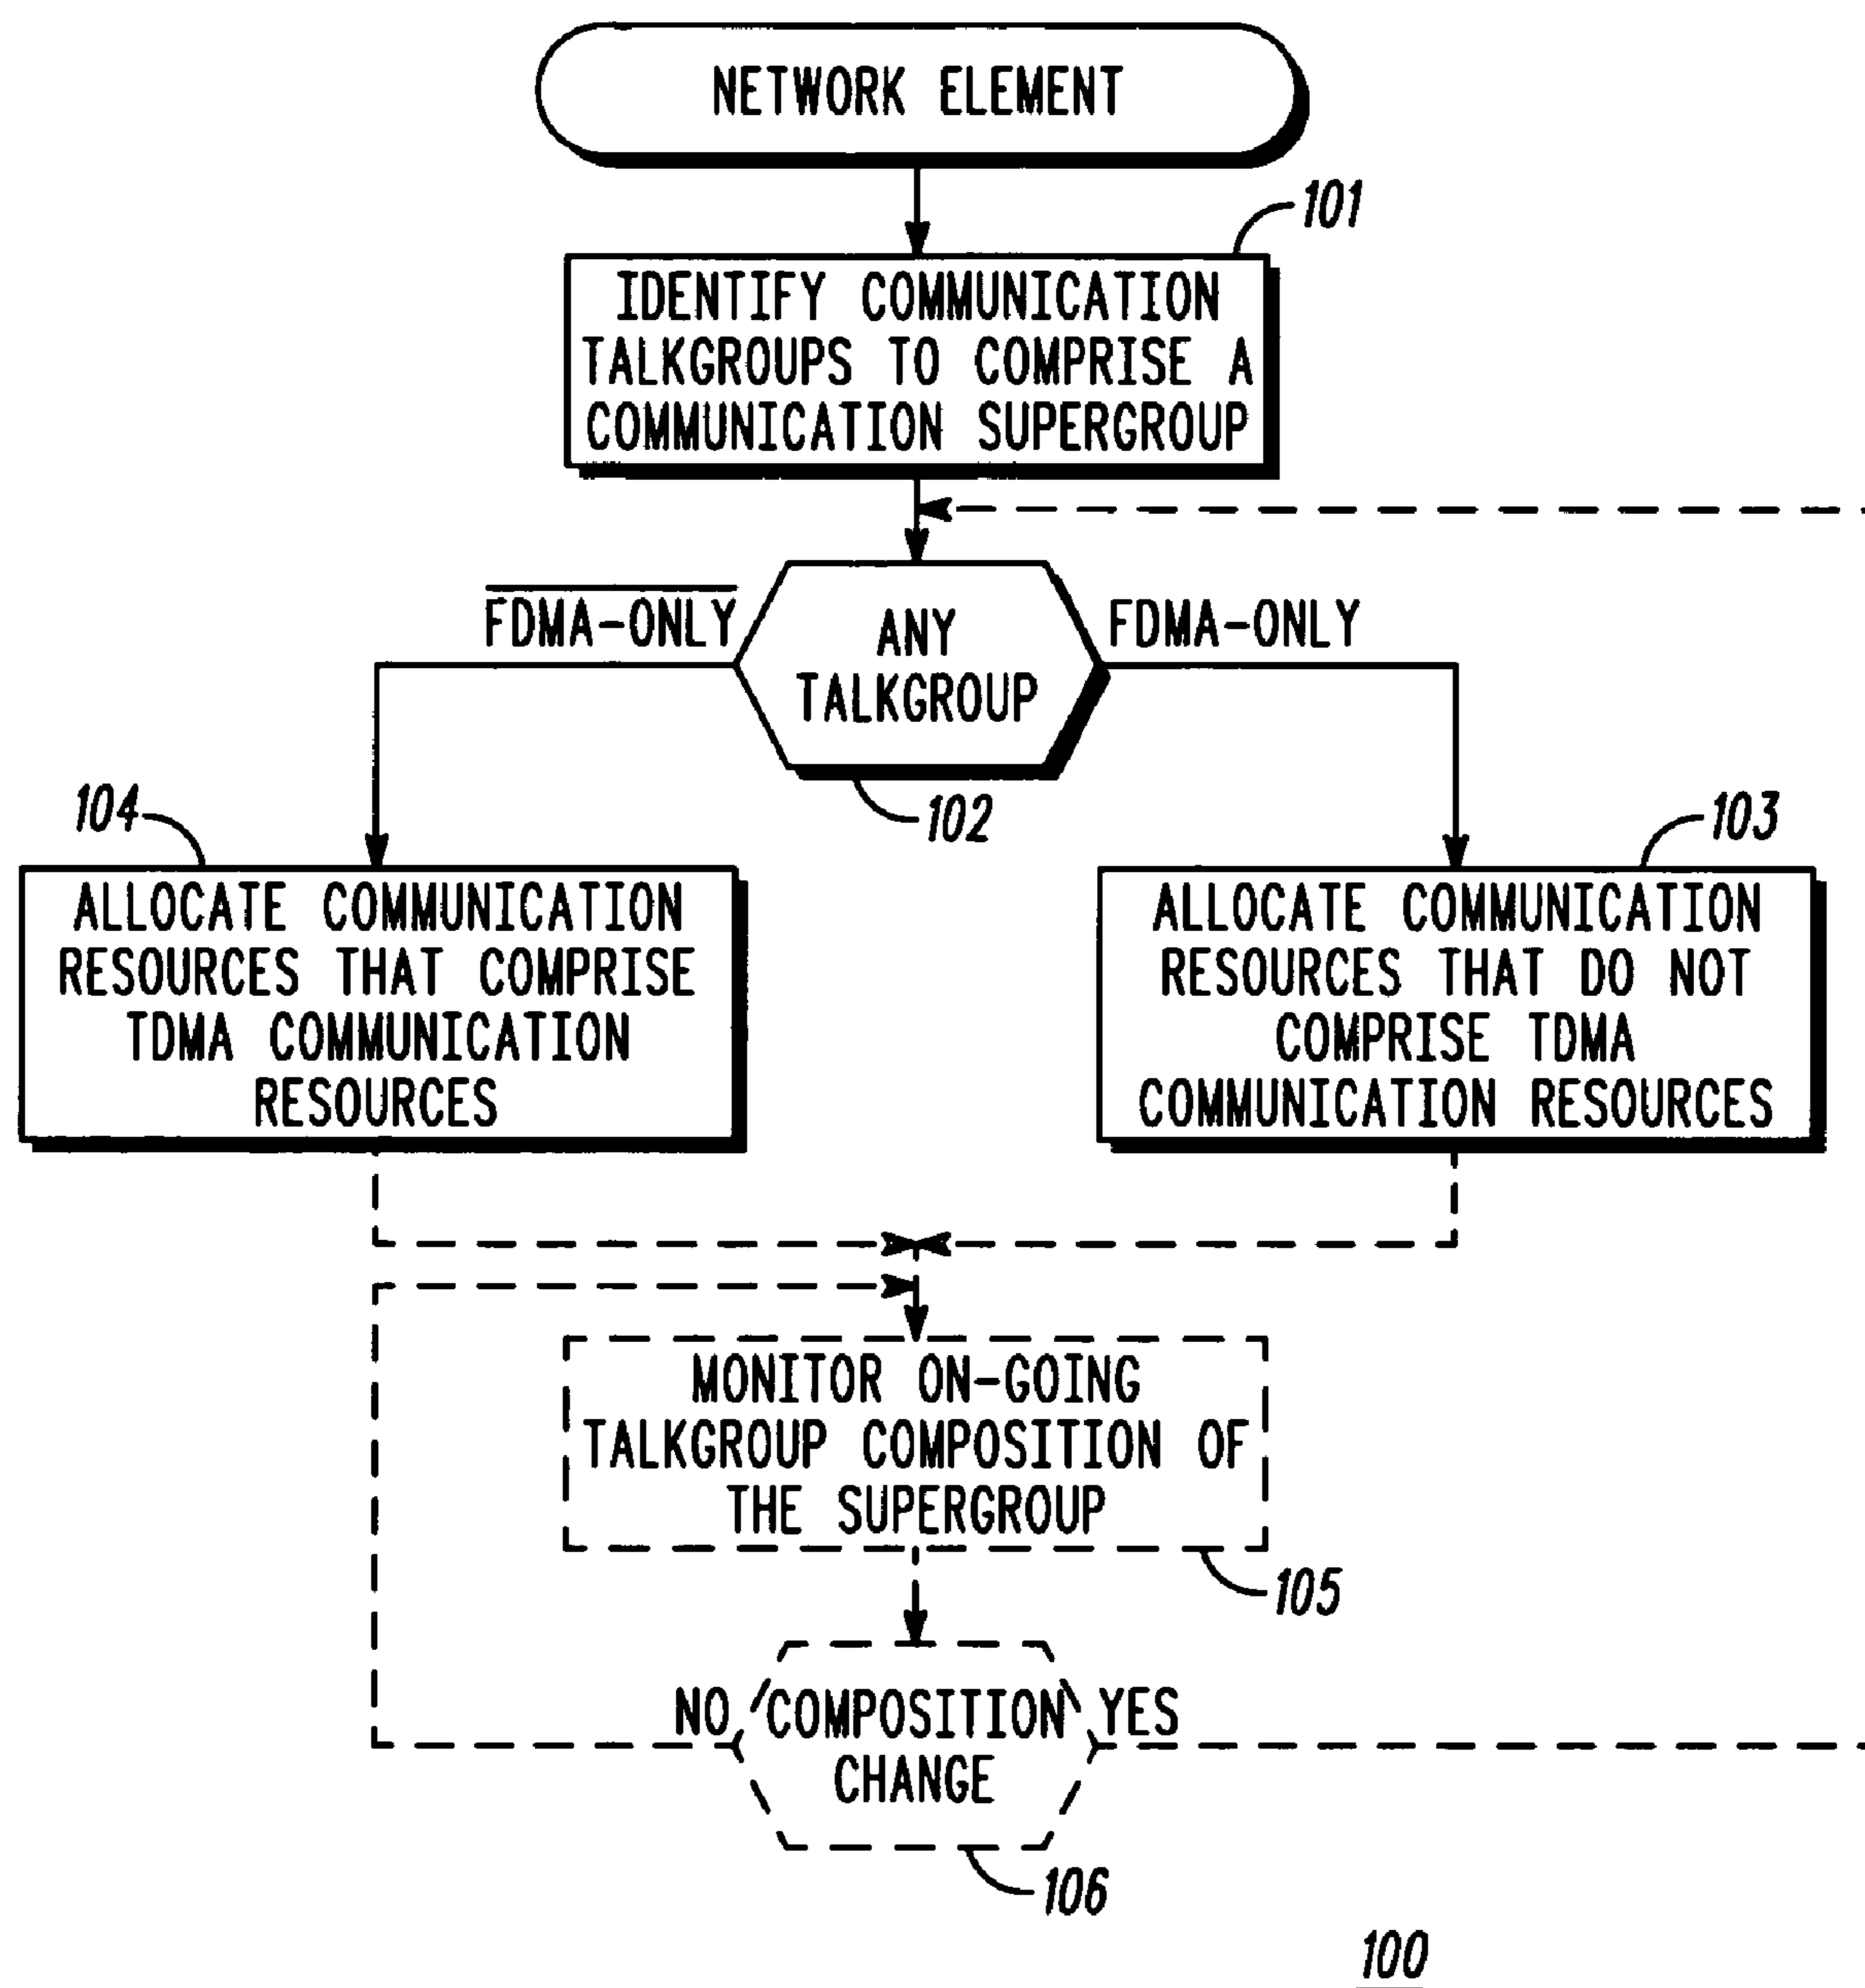 NETWORK ELEMENT
101
IDENTIFY COMMUNICATION
TALKGROUPS TO COMPRISE A
COMMUNICATION SUPERGROUP
FDMA-ONLY
ANY
TALKGROUP
FDMA-ONLY
102
104
103
ALLOCATE COMMUNICATION
RESOURCES THAT COMPRISE
TDMA COMMUNICATION
RESOURCES
ALLOCATE COMMUNICATION
RESOURCES THAT DO NOT
COMPRISE TDMA
COMMUNICATION RESOURCES
MONITOR ON-GOING
TALKGROUP COMPOSITION OF
THE SUPERGROUP
105
NO
COMPOSITION
CHANGE
YES
106
100